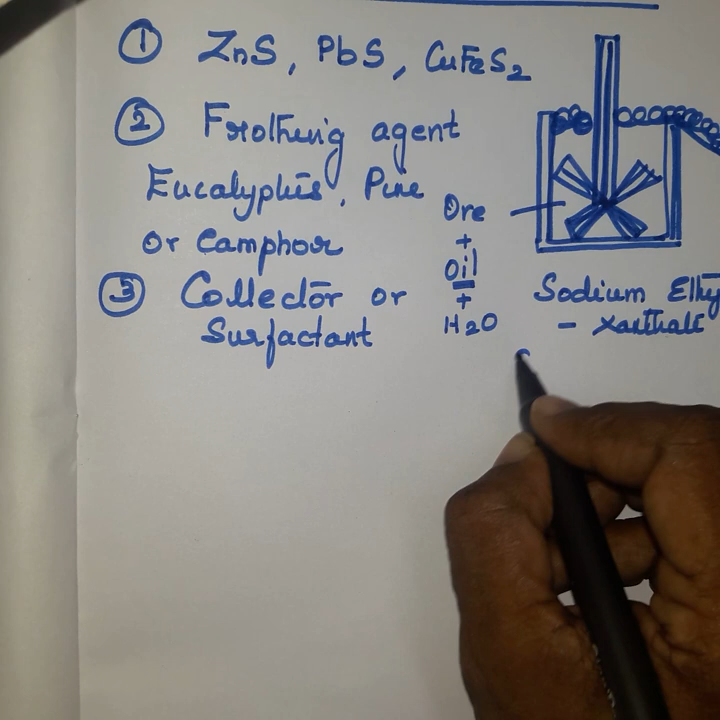 ① ZnS, PbS, CuFeS2
② Frothing agent
Eucalyptus, Pine
or Camphor
③ Collector or
Surfactant
Ore
+
Oil
+
H2O
Sodium Ethy
- Xanthate